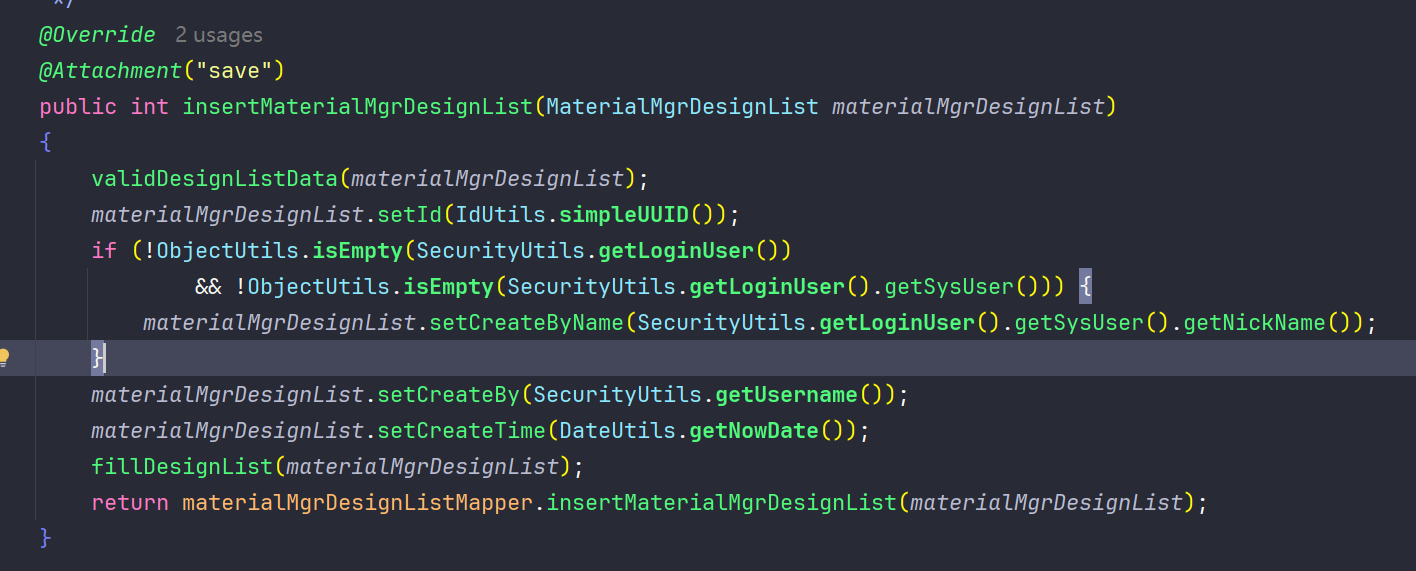 */
@Override 2 usages
@Attachment("save")
public int insertMaterialMgrDesignList(MaterialMgrDesignList materialMgrDesignList)
{
validDesignListData(materialMgrDesignList);
materialMgrDesignList.setId(IdUtils.simpleUUID());
if (!ObjectUtils.isEmpty(SecurityUtils.getLoginUser())
&& !ObjectUtils.isEmpty(SecurityUtils.getLoginUser().getSysUser())) {
materialMgrDesignList.setCreateByName(SecurityUtils.getLoginUser().getSysUser().getNickName());
}
materialMgrDesignList.setCreateBy(SecurityUtils.getUsername());
materialMgrDesignList.setCreateTime(DateUtils.getNowDate());
fillDesignList(materialMgrDesignList);
return materialMgrDesignListMapper.insertMaterialMgrDesignList(materialMgrDesignList);
}